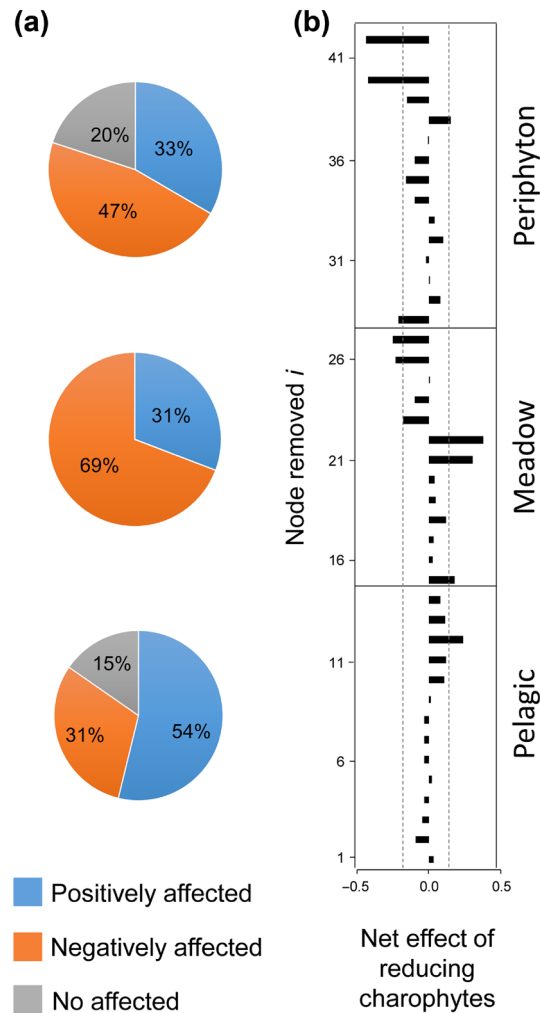 (a)
20%
33%
47%
31%
69%
15%
31%
54%
Positively affected
Negatively affected
No affected
(b)
Node removed i
41
36
31
26
21
16
11
6
1
Periphyton
Meadow
Pelagic
−0.5
0.0
0.5
Net effect of
reducing
charophytes